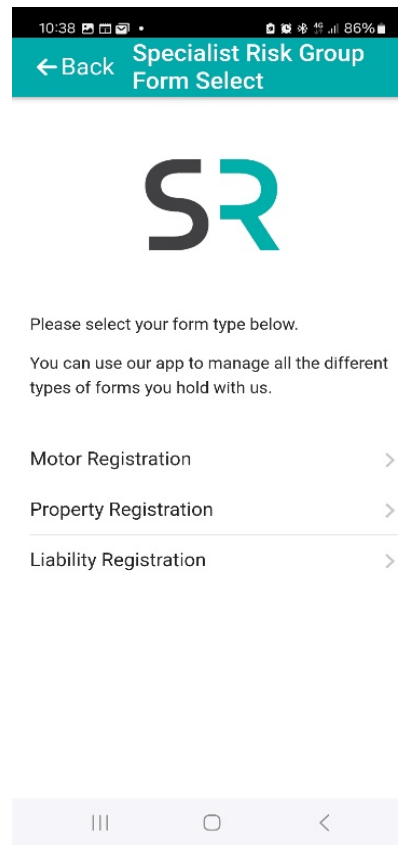 10:38
86%
Back
Specialist Risk Group
Form Select
SR
Please select your form type below.
You can use our app to manage all the different
types of forms you hold with us.
Motor Registration
Property Registration
Liability Registration